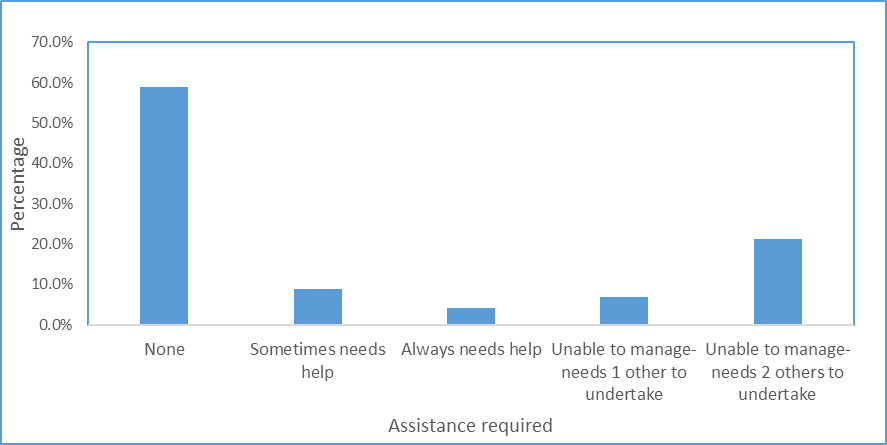 70.0%
60.0%
50.0%
40.0%
30.0%
20.0%
10.0%
0.0%
Percentage
None
Sometimes needs
help
Always needs help
Unable to manage-
needs 1 other to
undertake
Unable to manage-
needs 2 others to
undertake
Assistance required